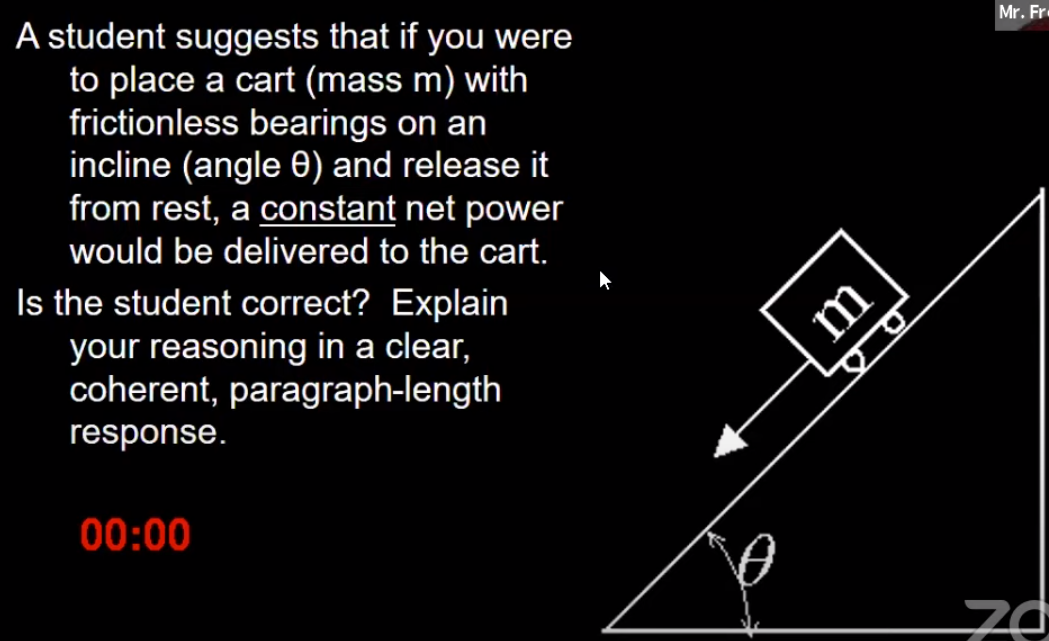 Mr. Fr
A student suggests that if you were
to place a cart (mass m) with
frictionless bearings on an
incline (angle θ) and release it
from rest, a constant net power
would be delivered to the cart.
Is the student correct? Explain
your reasoning in a clear,
coherent, paragraph-length
response.
00:00
m
θ
zo